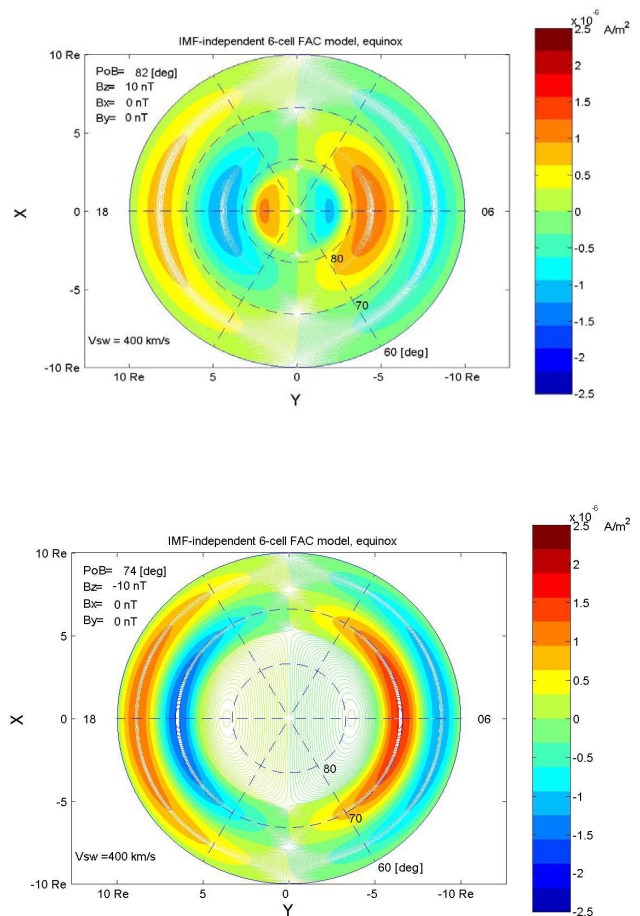 IMF-independent 6-cell FAC model, equinox
PoB= 82 [deg]
Bz= 10 nT
Bx= 0 nT
By= 0 nT
Vsw = 400 km/s
10 Re
5
0
-5
-10 Re
X
18
06
80
70
60 [deg]
10 Re
5
0
-5
-10 Re
Y
x 10⁻⁶
A/m²
2.5
2
1.5
1
0.5
0
-0.5
-1
-1.5
-2
-2.5
IMF-independent 6-cell FAC model, equinox
PoB= 74 [deg]
Bz= -10 nT
Bx= 0 nT
By= 0 nT
Vsw =400 km/s
10 Re
5
0
-5
-10 Re
X
18
06
80
70
60 [deg]
10 Re
5
0
-5
-10 Re
Y
x 10⁻⁶
A/m²
2.5
2
1.5
1
0.5
0
-0.5
-1
-1.5
-2
-2.5